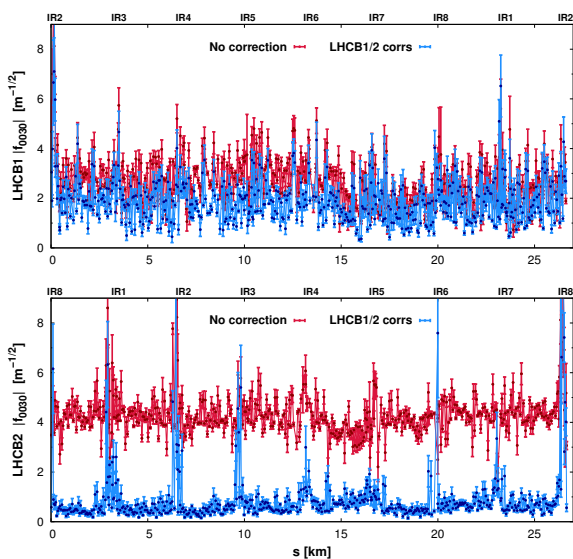 IR2 IR3 IR4 IR5 IR6 IR7 IR8 IR1 IR2
No correction LHCB1/2 corrs
LHCB1 |f₀₀₃₀| [m⁻¹/²]
8
6
4
2
0
0 5 10 15 20 25
IR8 IR1 IR2 IR3 IR4 IR5 IR6 IR7 IR8
No correction LHCB1/2 corrs
LHCB2 |f₀₀₃₀| [m⁻¹/²]
8
6
4
2
0
0 5 10 15 20 25
s [km]